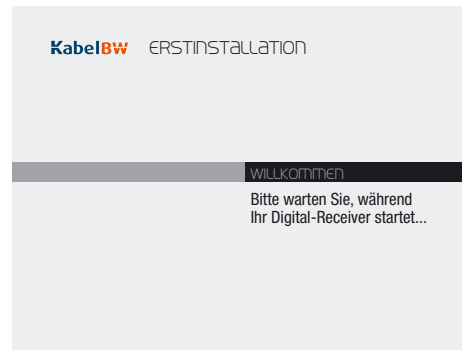 KabelBW ERSTINSTALLATION
WILLKOMMEN
Bitte warten Sie, während
Ihr Digital-Receiver startet...